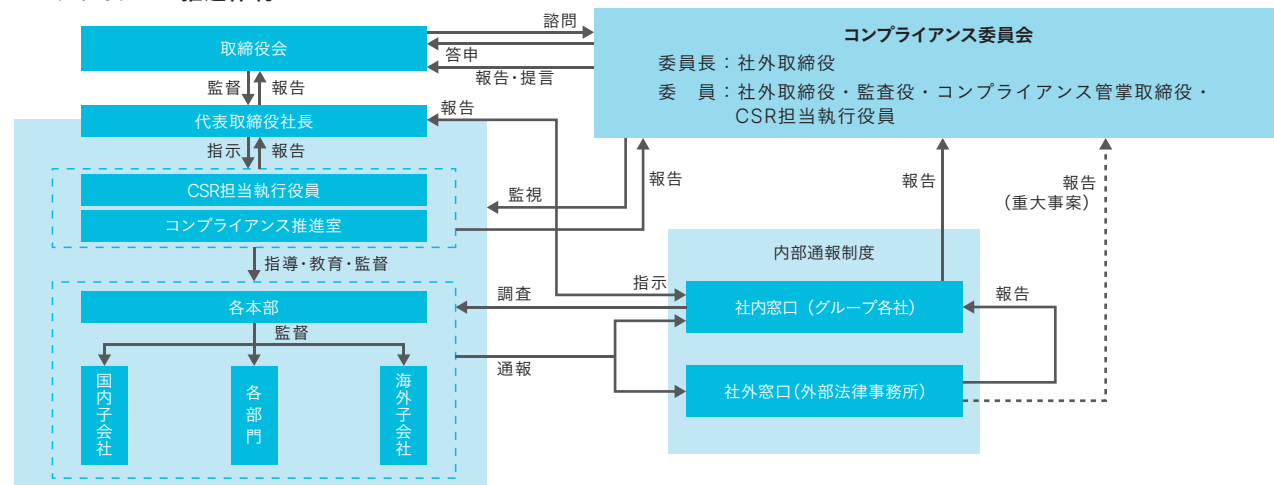 諮問
取締役会
答申
報告・提言
コンプライアンス委員会
委員長：社外取締役
委　員：社外取締役・監査役・コンプライアンス管掌取締役・
CSR担当執行役員
監督
報告
代表取締役社長
報告
指示
報告
CSR担当執行役員
コンプライアンス推進室
監視
報告
報告
報告
（重大事案）
指導・教育・監督
内部通報制度
指示
調査
社内窓口（グループ各社）
報告
各本部
監督
通報
社外窓口（外部法律事務所）
国内子会社
各部門
海外子会社